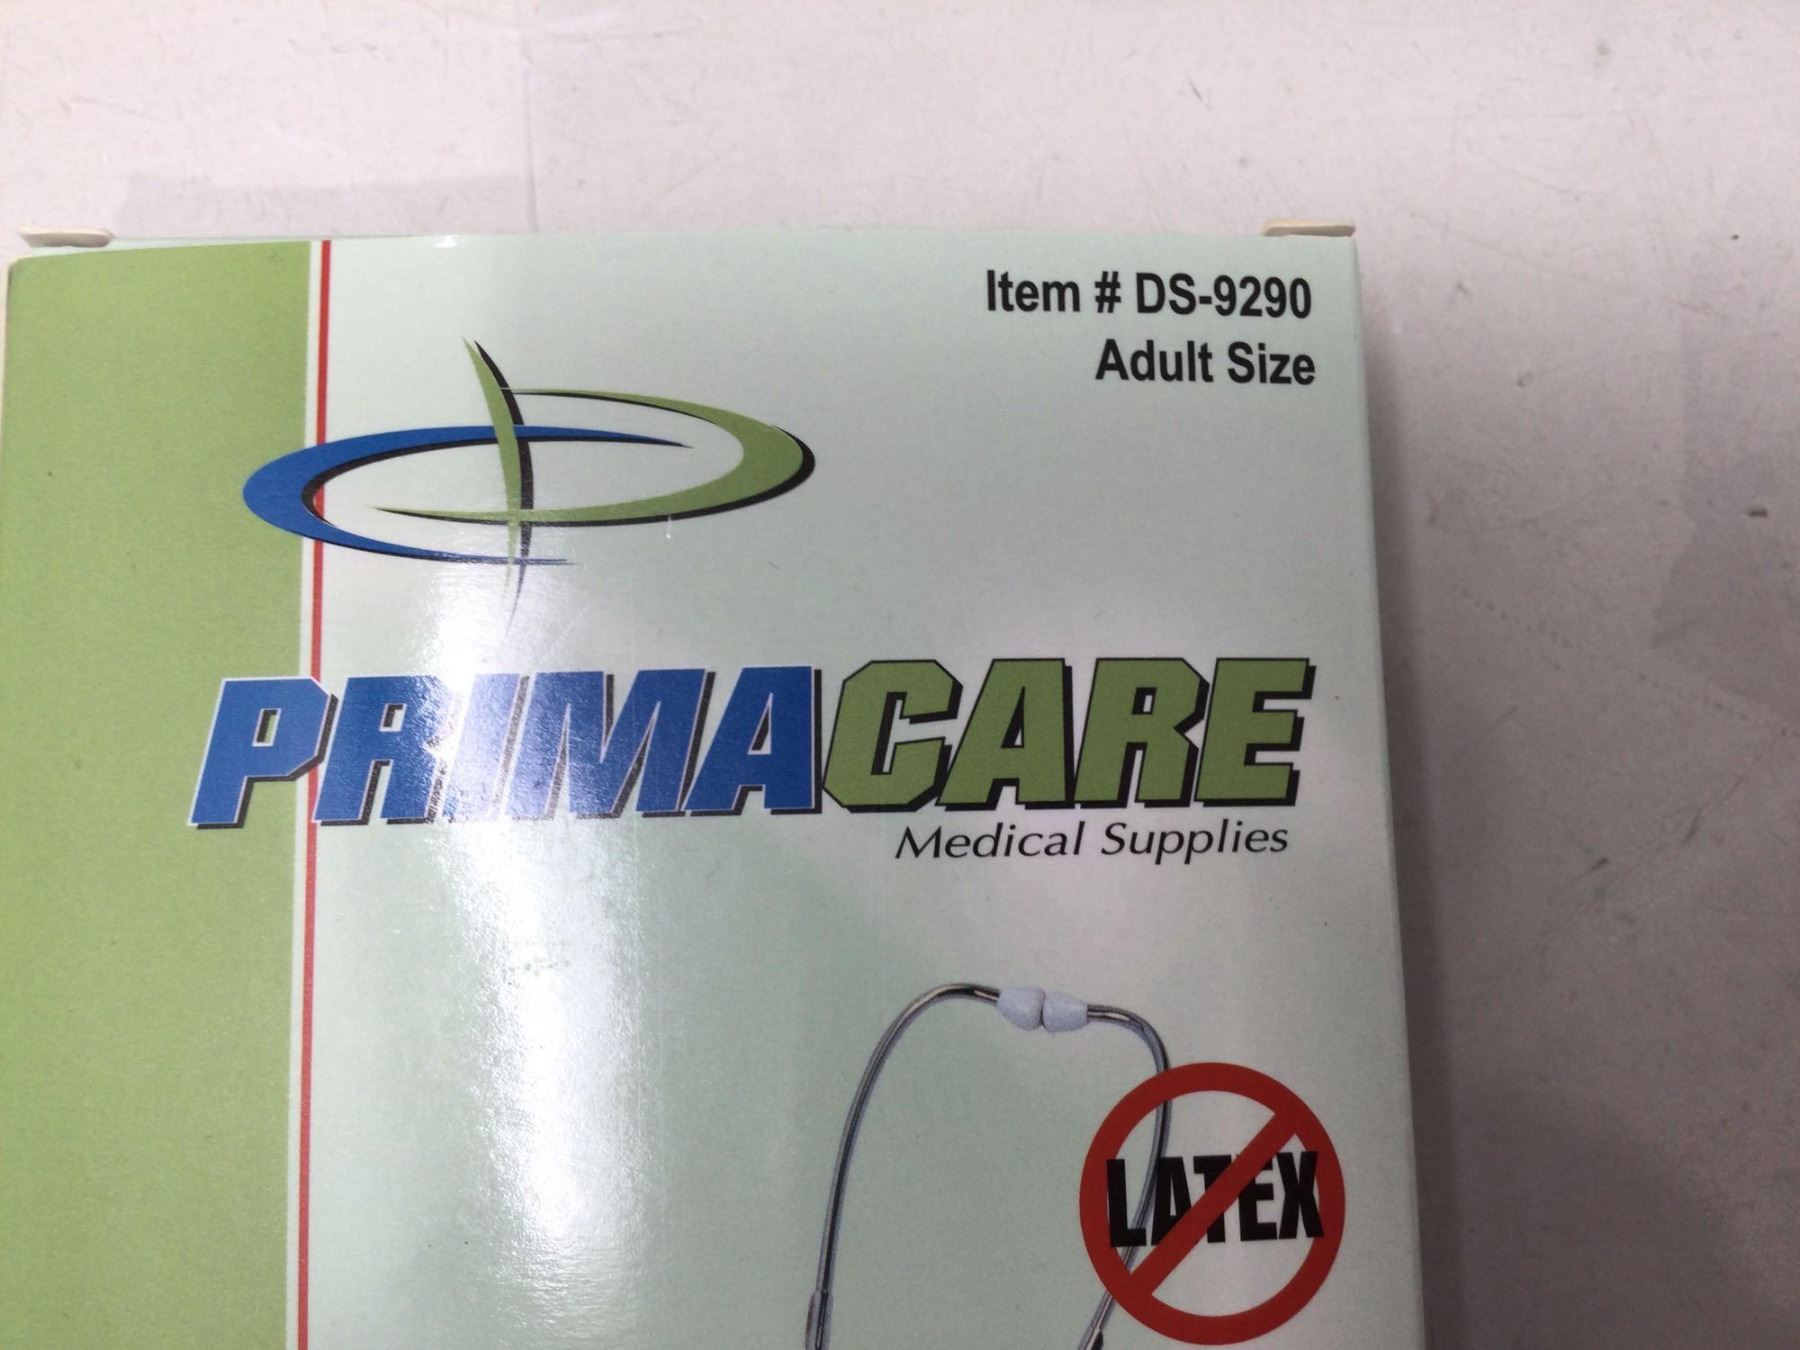 Item # DS-9290
Adult Size
PRIMACARE
Medical Supplies
LATEX